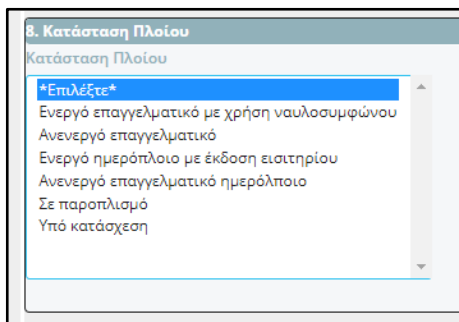 8. Κατάσταση Πλοίου
Κατάσταση Πλοίου
*Επιλέξτε*
Ενεργό επαγγελματικό με χρήση ναυλοσυμφώνου
Ανενεργό επαγγελματικό
Ενεργό ημερόπλοιο με έκδοση εισιτηρίου
Ανενεργό επαγγελματικό ημερόλποιο
Σε παροπλισμό
Υπό κατάσχεση